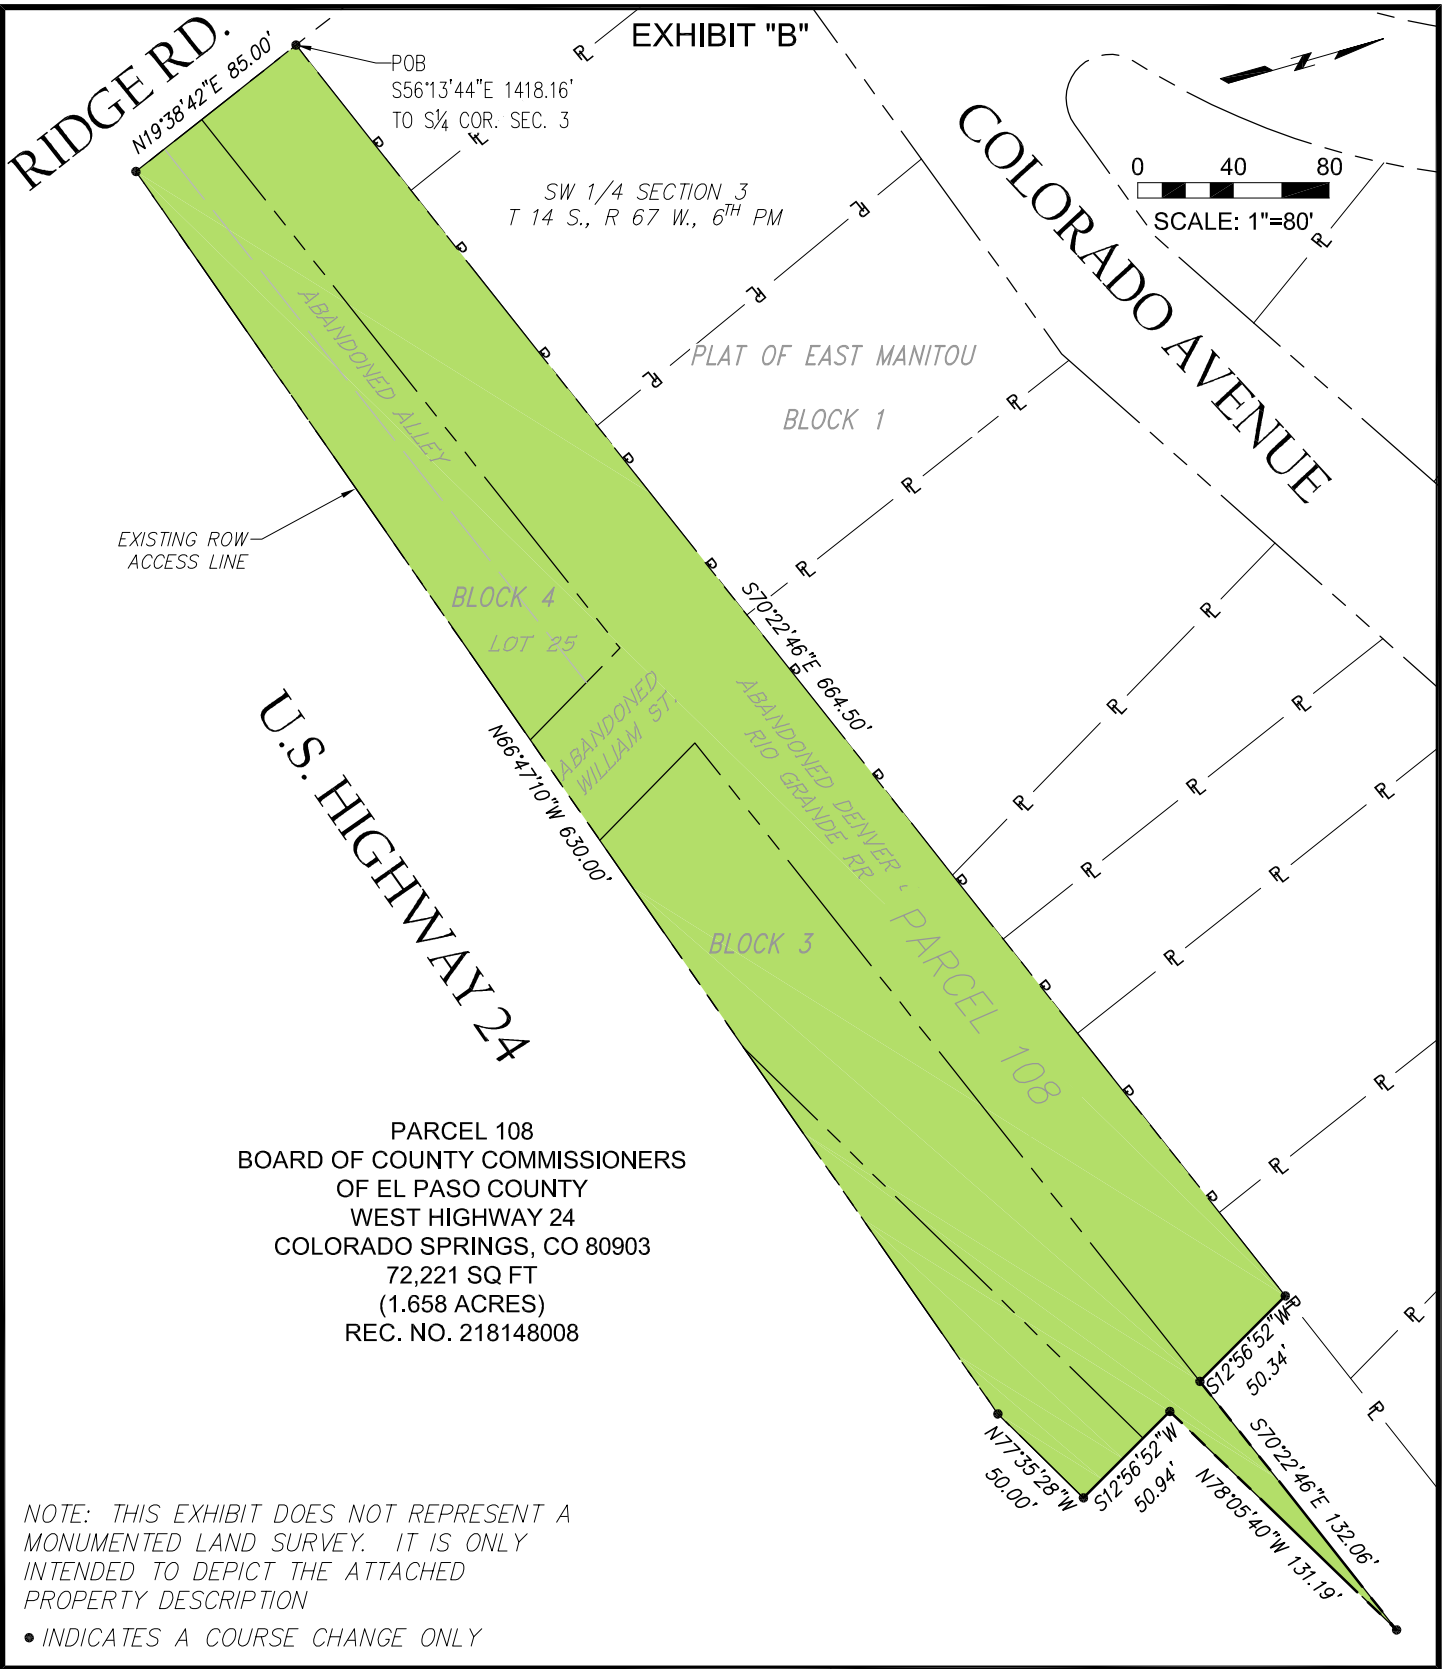 EXHIBIT "B"
RIDGE RD.
N19°38'42"E 85.00'
POB
S56°13'44"E 1418.16'
TO S¼ COR. SEC. 3
SW 1/4 SECTION 3
T 14 S., R 67 W., 6TH PM
N
COLORADO AVENUE
0 40 80
SCALE: 1"=80'
PLAT OF EAST MANITOU
BLOCK 1
ABANDONED ALLEY
EXISTING ROW
ACCESS LINE
BLOCK 4
LOT 25
S70°22'46"E 664.50'
ABANDONED
WILLIAM ST.
ABANDONED DENVER &
RIO GRANDE RR
N66°47'10"W 630.00'
U.S. HIGHWAY 24
BLOCK 3
PARCEL 108
PARCEL 108
BOARD OF COUNTY COMMISSIONERS
OF EL PASO COUNTY
WEST HIGHWAY 24
COLORADO SPRINGS, CO 80903
72,221 SQ FT
(1.658 ACRES)
REC. NO. 218148008
S12°56'52"W
50.34'
S70°22'46"E 132.06'
N78°05'40"W 131.19'
S12°56'52"W
50.94'
N77°35'28"W
50.00'
NOTE: THIS EXHIBIT DOES NOT REPRESENT A
MONUMENTED LAND SURVEY. IT IS ONLY
INTENDED TO DEPICT THE ATTACHED
PROPERTY DESCRIPTION
• INDICATES A COURSE CHANGE ONLY